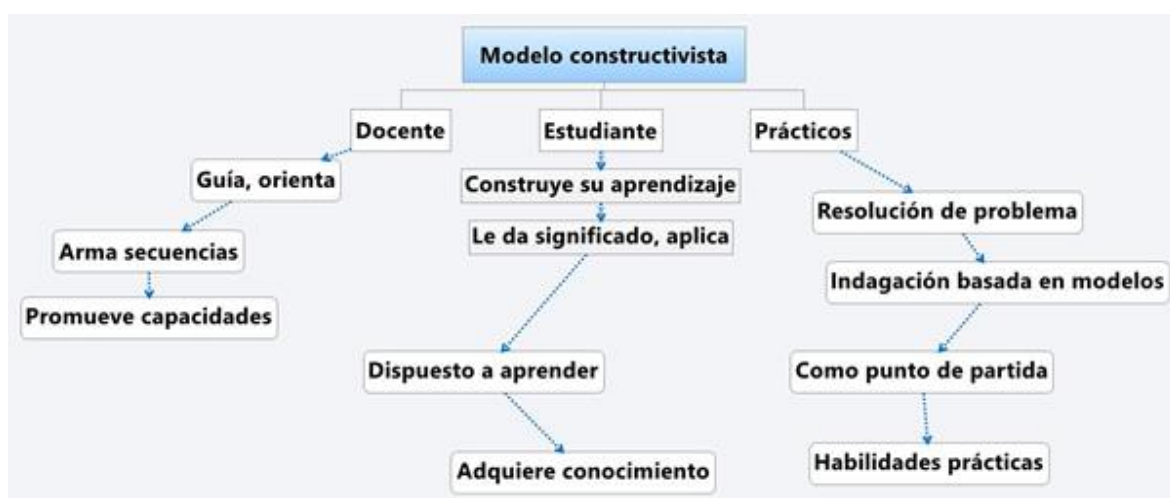 Modelo constructivista
Docente
Estudiante
Prácticos
Guía, orienta
Arma secuencias
Promueve capacidades
Construye su aprendizaje
Le da significado, aplica
Dispuesto a aprender
Adquiere conocimiento
Resolución de problema
Indagación basada en modelos
Como punto de partida
Habilidades prácticas